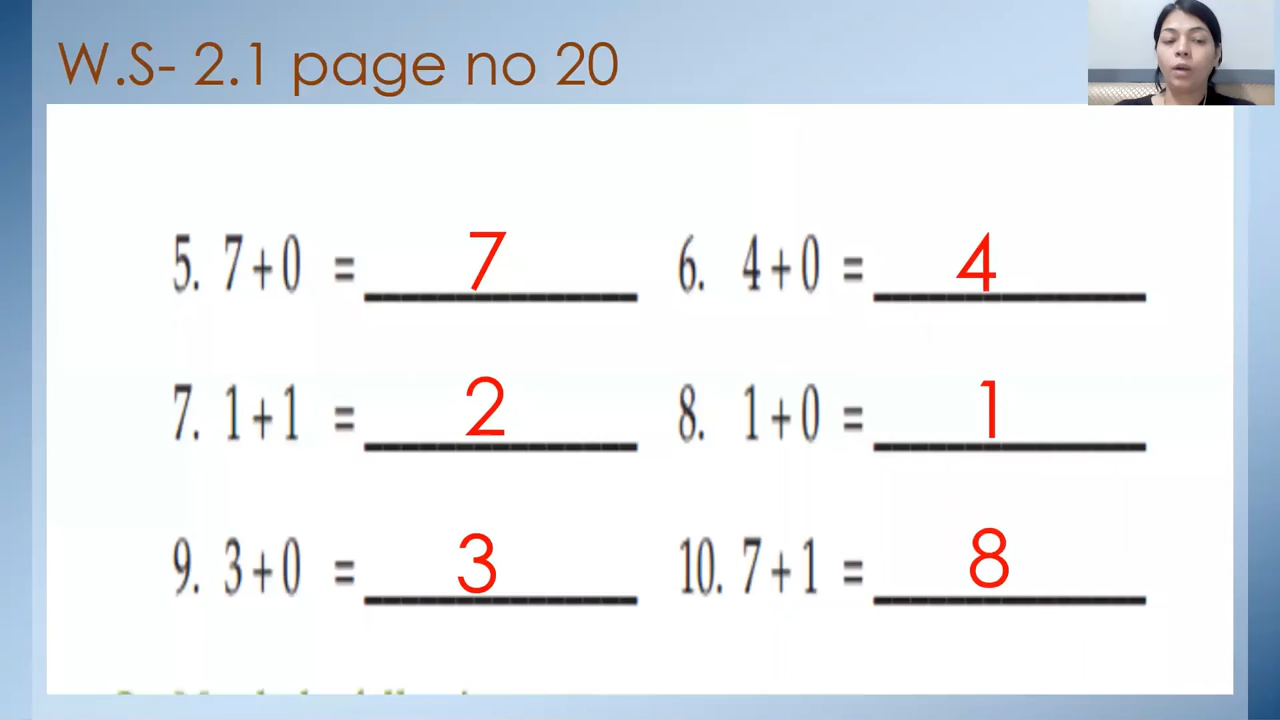 W.S- 2.1 page no 20
5. 7+0 = 7 6. 4+0 = 4
7. 1+1 = 2 8. 1+0 = 1
9. 3+0 = 3 10. 7+1 = 8